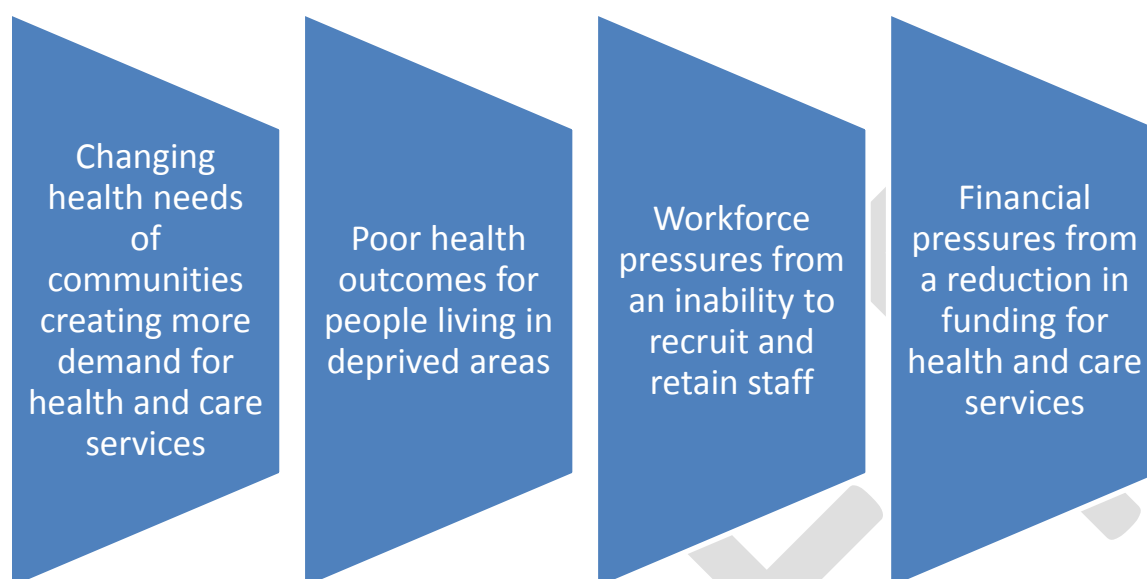 Changing
health needs
of
communities
creating more
demand for
health and care
services
Poor health
outcomes for
people living in
deprived areas
Workforce
pressures from
an inability to
recruit and
retain staff
Financial
pressures from
a reduction in
funding for
health and care
services